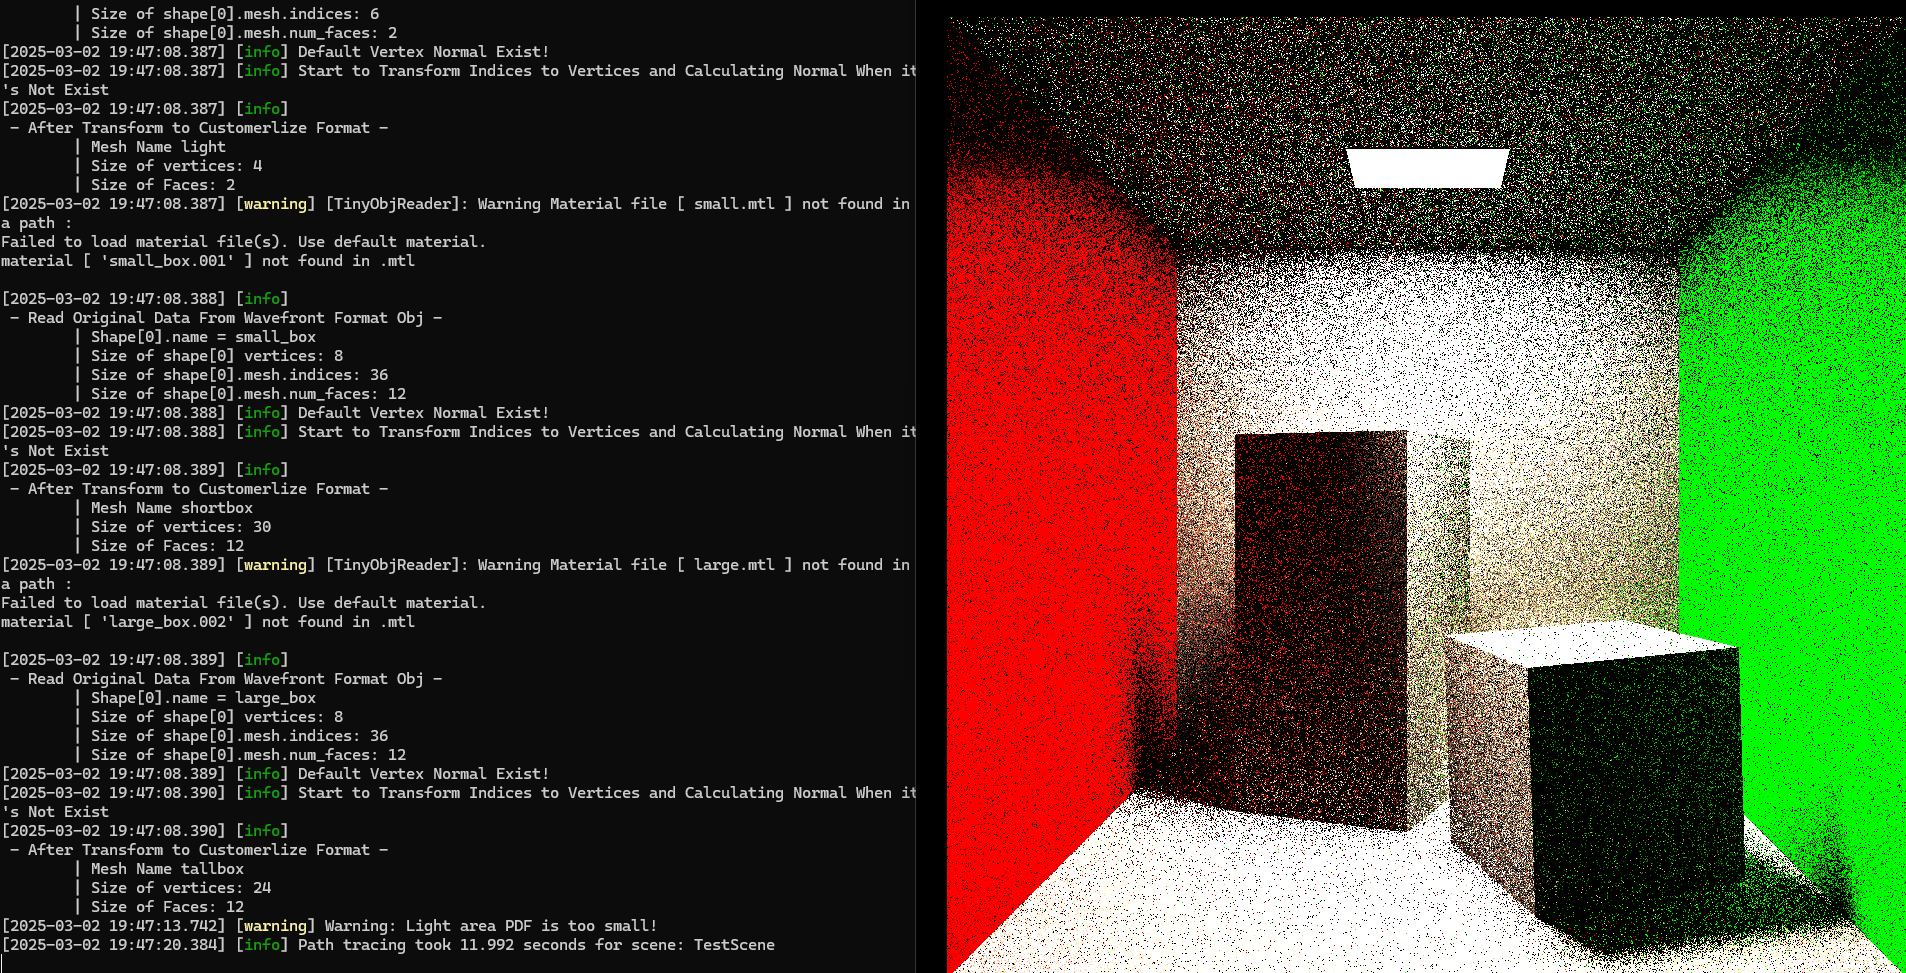 | Size of shape[0].mesh.indices: 6
| Size of shape[0].mesh.num_faces: 2
[2025-03-02 19:47:08.387] [info] Default Vertex Normal Exist!
[2025-03-02 19:47:08.387] [info] Start to Transform Indices to Vertices and Calculating Normal When it
's Not Exist
[2025-03-02 19:47:08.387] [info]
- After Transform to Customerlize Format -
| Mesh Name light
| Size of vertices: 4
| Size of Faces: 2
[2025-03-02 19:47:08.387] [warning] [TinyObjReader]: Warning Material file [ small.mtl ] not found in
a path :
Failed to load material file(s). Use default material.
material [ 'small_box.001' ] not found in .mtl
[2025-03-02 19:47:08.388] [info]
- Read Original Data From Wavefront Format Obj -
| Shape[0].name = small_box
| Size of shape[0] vertices: 8
| Size of shape[0].mesh.indices: 36
| Size of shape[0].mesh.num_faces: 12
[2025-03-02 19:47:08.388] [info] Default Vertex Normal Exist!
[2025-03-02 19:47:08.388] [info] Start to Transform Indices to Vertices and Calculating Normal When it
's Not Exist
[2025-03-02 19:47:08.389] [info]
- After Transform to Customerlize Format -
| Mesh Name shortbox
| Size of vertices: 30
| Size of Faces: 12
[2025-03-02 19:47:08.389] [warning] [TinyObjReader]: Warning Material file [ large.mtl ] not found in
a path :
Failed to load material file(s). Use default material.
material [ 'large_box.002' ] not found in .mtl
[2025-03-02 19:47:08.389] [info]
- Read Original Data From Wavefront Format Obj -
| Shape[0].name = large_box
| Size of shape[0] vertices: 8
| Size of shape[0].mesh.indices: 36
| Size of shape[0].mesh.num_faces: 12
[2025-03-02 19:47:08.389] [info] Default Vertex Normal Exist!
[2025-03-02 19:47:08.390] [info] Start to Transform Indices to Vertices and Calculating Normal When it
's Not Exist
[2025-03-02 19:47:08.390] [info]
- After Transform to Customerlize Format -
| Mesh Name tallbox
| Size of vertices: 24
| Size of Faces: 12
[2025-03-02 19:47:13.742] [warning] Warning: Light area PDF is too small!
[2025-03-02 19:47:20.384] [info] Path tracing took 11.992 seconds for scene: TestScene